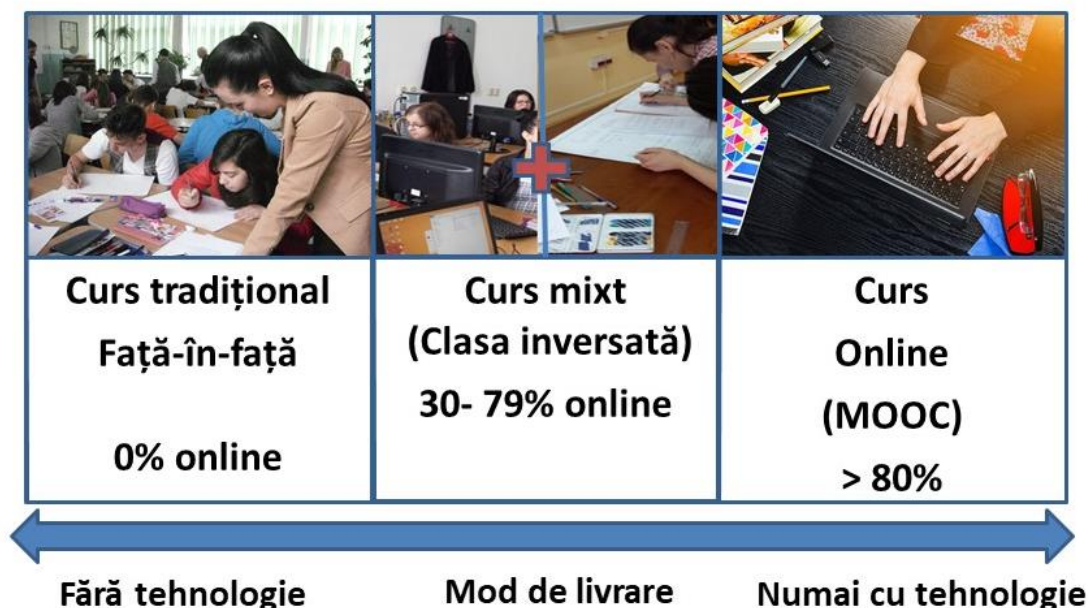 Curs tradițional
Față-în-față
0% online
Curs mixt
(Clasa inversată)
30- 79% online
Curs
Online
(MOOC)
> 80%
Fără tehnologie
Mod de livrare
Numai cu tehnologie